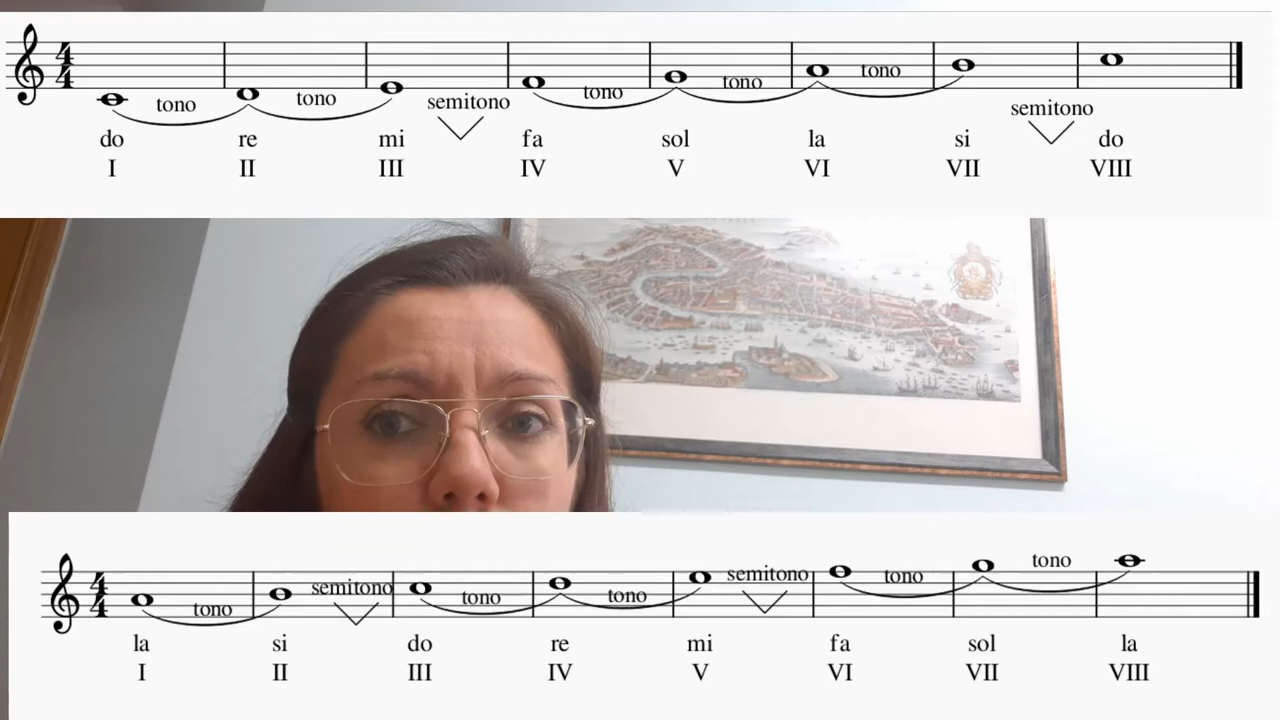 4/4
tono tono semitono tono tono tono semitono
do re mi fa sol la si do
I II III IV V VI VII VIII
4/4
tono semitono tono tono semitono tono tono
la si do re mi fa sol la
I II III IV V VI VII VIII